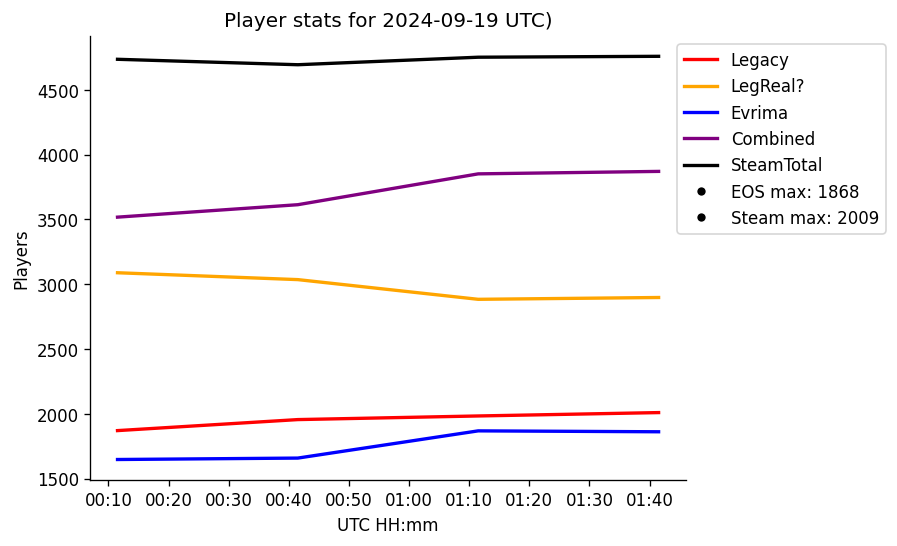 Player stats for 2024-09-19 UTC)
Legacy
LegReal?
Evrima
Combined
SteamTotal
EOS max: 1868
Steam max: 2009
Players
4500
4000
3500
3000
2500
2000
1500
00:10 00:20 00:30 00:40 00:50 01:00 01:10 01:20 01:30 01:40
UTC HH:mm